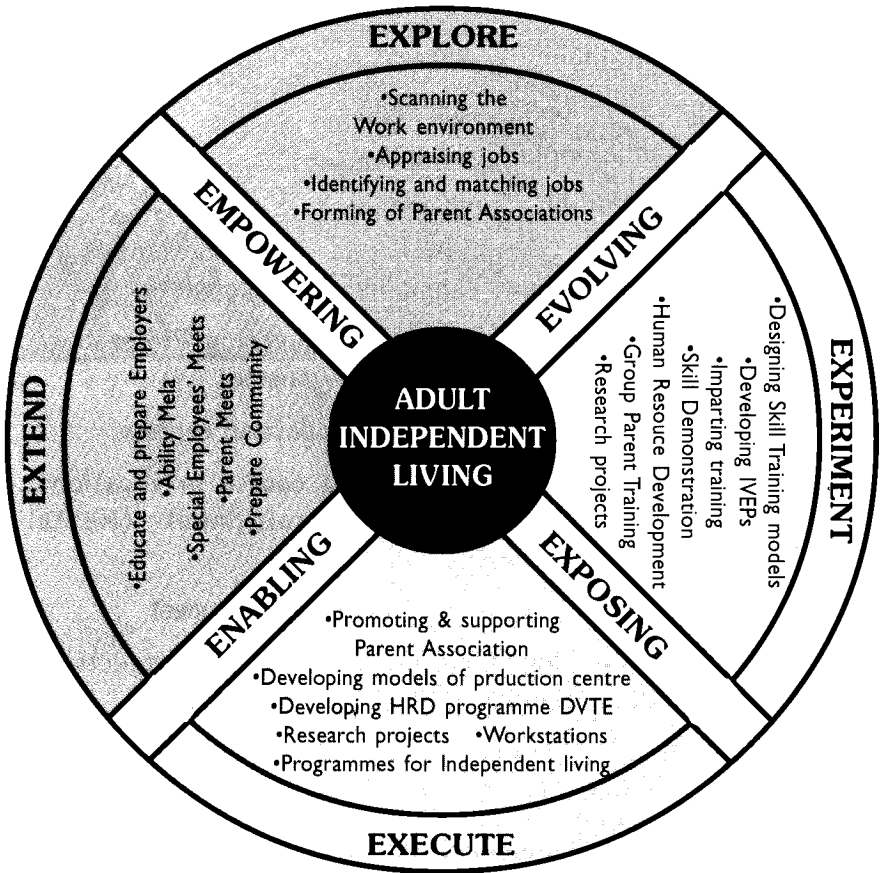 EXPLORE
•Scanning the
Work environment
•Appraising jobs
•Identifying and matching jobs
•Forming of Parent Associations
EMPOWERING
EVOLVING
EXPERIMENT
•Designing Skill Training models
•Developing IVEPs
•Imparting training
•Skill Demonstration
•Human Resouce Development
•Group Parent Training
•Research projects
ADULT
INDEPENDENT
LIVING
EXTEND
•Educate and prepare Employers
•Ability Mela
•Special Employees' Meets
•Parent Meets
•Prepare Community
ENABLING
EXPOSING
•Promoting & supporting
Parent Association
•Developing models of prduction centre
•Developing HRD programme DVTE
•Research projects •Workstations
•Programmes for Independent living
EXECUTE